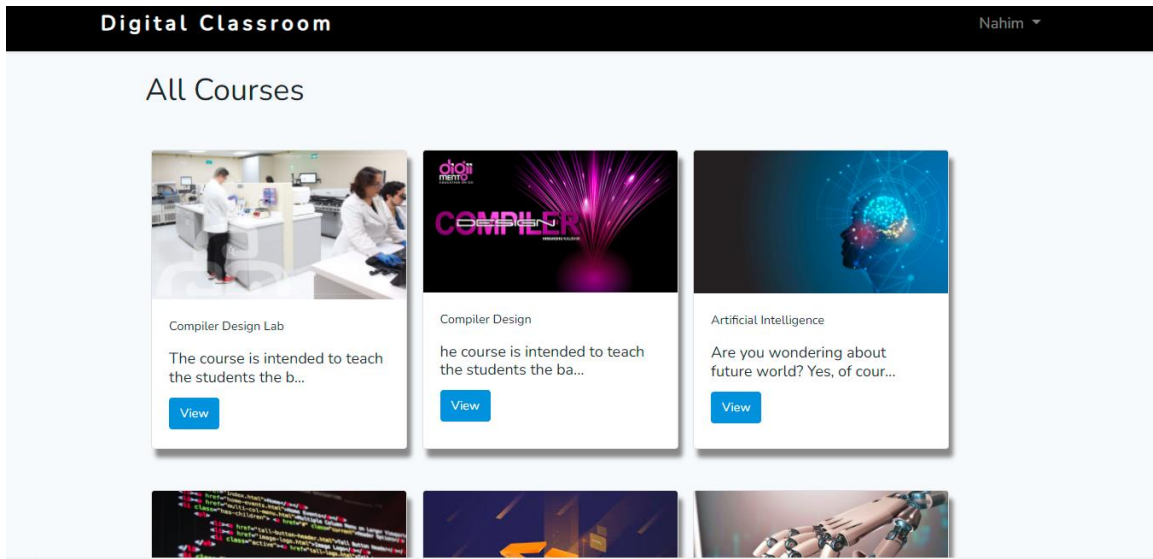 Digital Classroom
Nahim
All Courses
digii
MENTO
COMPILER
DESIGN
Compiler Design Lab
The course is intended to teach
the students the b...
View
Compiler Design
he course is intended to teach
the students the ba...
View
Artificial Intelligence
Are you wondering about
future world? Yes, of cour...
View